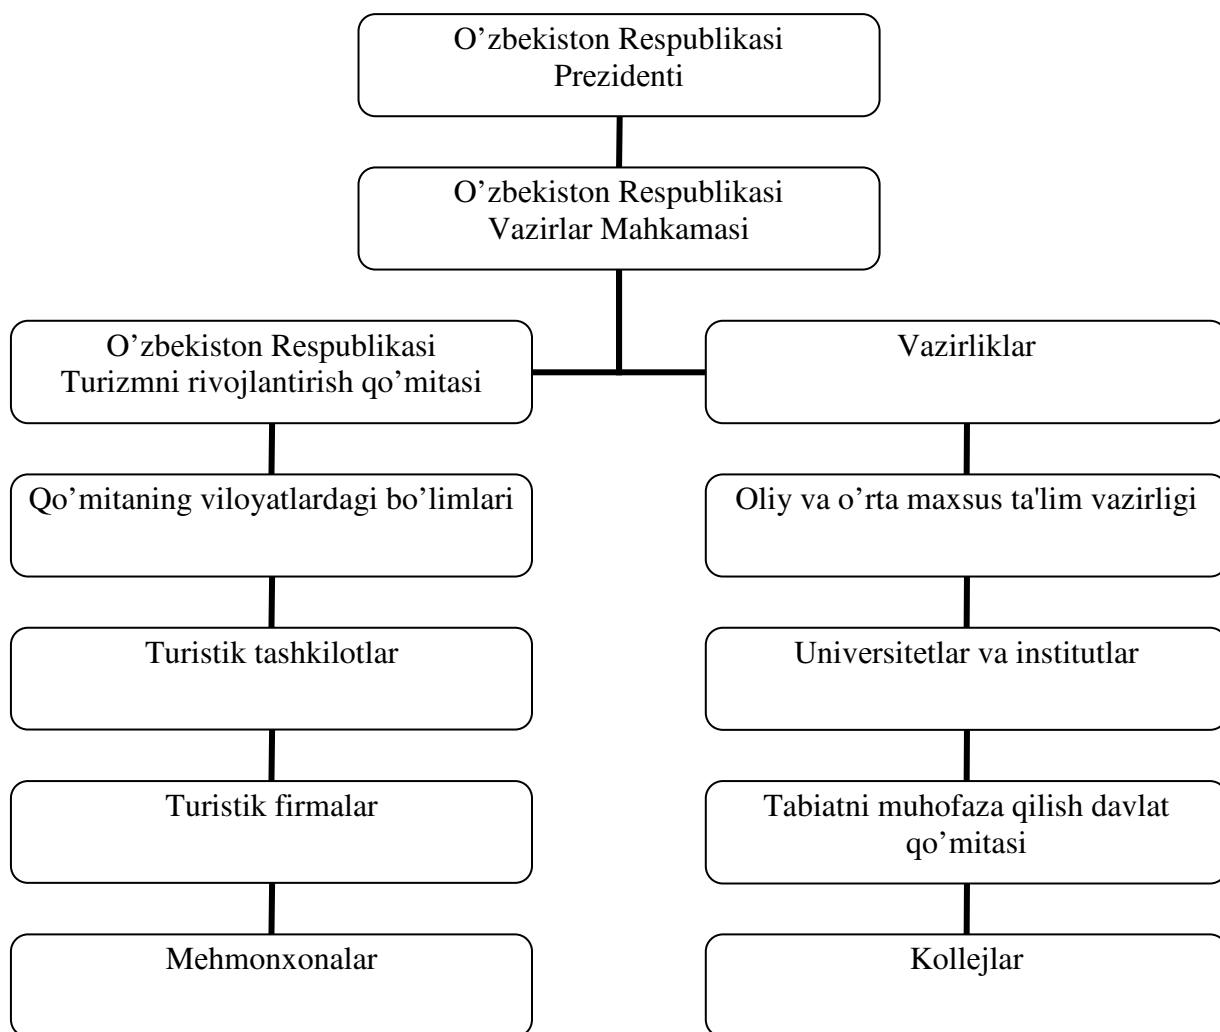 O’zbekiston Respublikasi
Prezidenti
O’zbekiston Respublikasi
Vazirlar Mahkamasi
O’zbekiston Respublikasi
Turizmni rivojlantirish qo’mitasi
Vazirliklar
Qo’mitaning viloyatlardagi bo’limlari
Oliy va o’rta maxsus ta'lim vazirligi
Turistik tashkilotlar
Universitetlar va institutlar
Turistik firmalar
Tabiatni muhofaza qilish davlat
qo’mitasi
Mehmonxonalar
Kollejlar